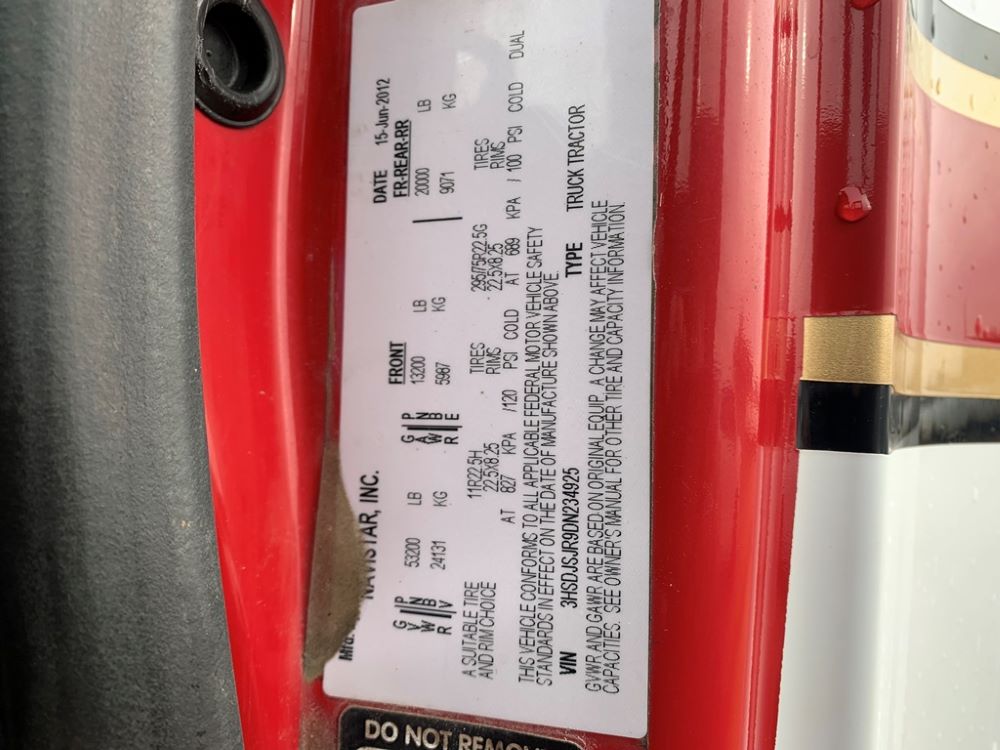 Mfd. NAVISTAR, INC. DATE 15-Jun-2012
GVWR / PNBV 53200 LB 24131 KG GAWR / PNBE FRONT 13200 LB 5987 KG FR-REAR-RR 20000 LB 9071 KG
A SUITABLE TIRE 11R22.5H TIRES 295/75R22.5G TIRES
AND RIM CHOICE 22.5X8.25 RIMS 22.5X8.25 RIMS
AT 827 KPA /120 PSI COLD AT 689 KPA / 100 PSI COLD DUAL
THIS VEHICLE CONFORMS TO ALL APPLICABLE FEDERAL MOTOR VEHICLE SAFETY
STANDARDS IN EFFECT ON THE DATE OF MANUFACTURE SHOWN ABOVE.
VIN 3HSDJSJR9DN234925 TYPE TRUCK TRACTOR
GVWR AND GAWR ARE BASED ON ORIGINAL EQUIP. A CHANGE MAY AFFECT VEHICLE
CAPACITIES. SEE OWNER'S MANUAL FOR OTHER TIRE AND CAPACITY INFORMATION.
DO NOT REMOVE